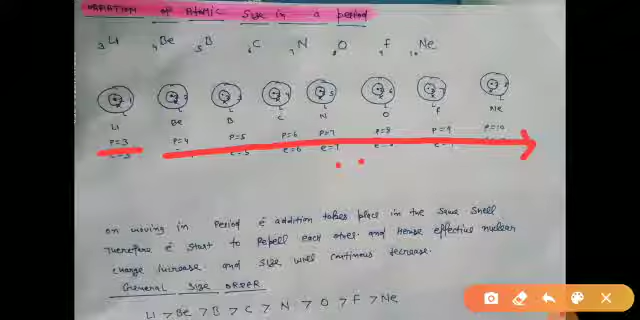 VARIATION of Atomic Size in a period
3Li 4Be 5B 6C 7N 8O 9F 10Ne
Li Be B C N O F Ne
P=3 P=4 P=5 P=6 P=7 P=8 P=9 P=10
e=3 e=5 e=6 e=7
on moving in Period é addition takes place in the same shell
Therefore é start to Repell each other and Hense effective nuclear
charge Increase and size will continous decrease.
General Size ORDER
Li > Be > B > C > N > O > F > Ne